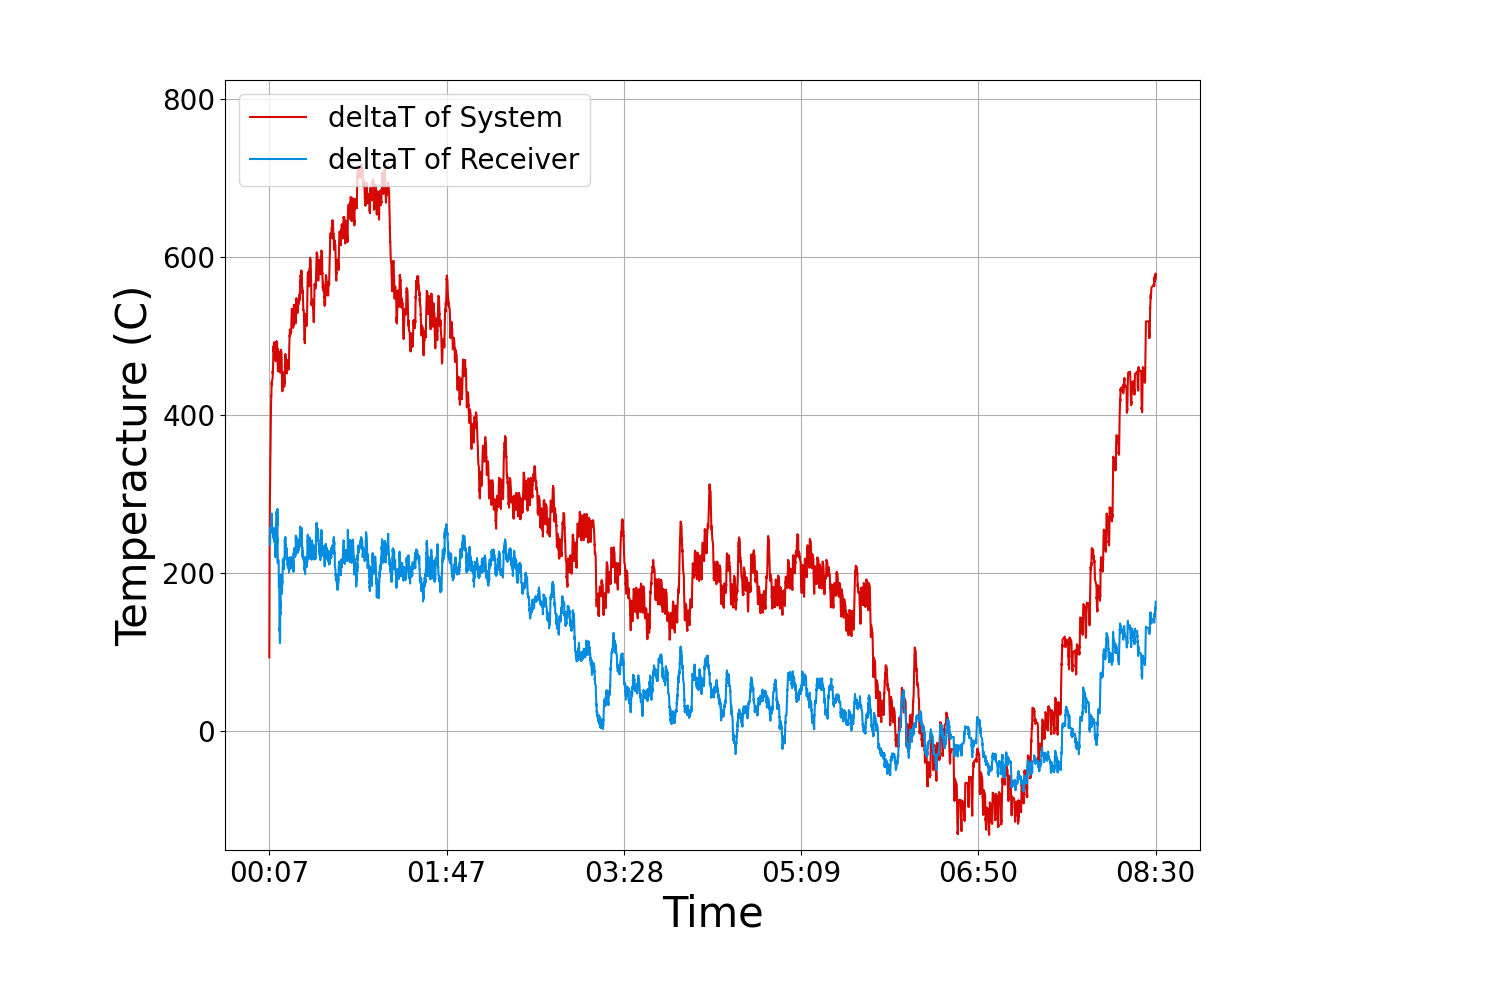 800
deltaT of System
deltaT of Receiver
600
400
200
0
Temperacture (C)
00:07 01:47 03:28 05:09 06:50 08:30
Time